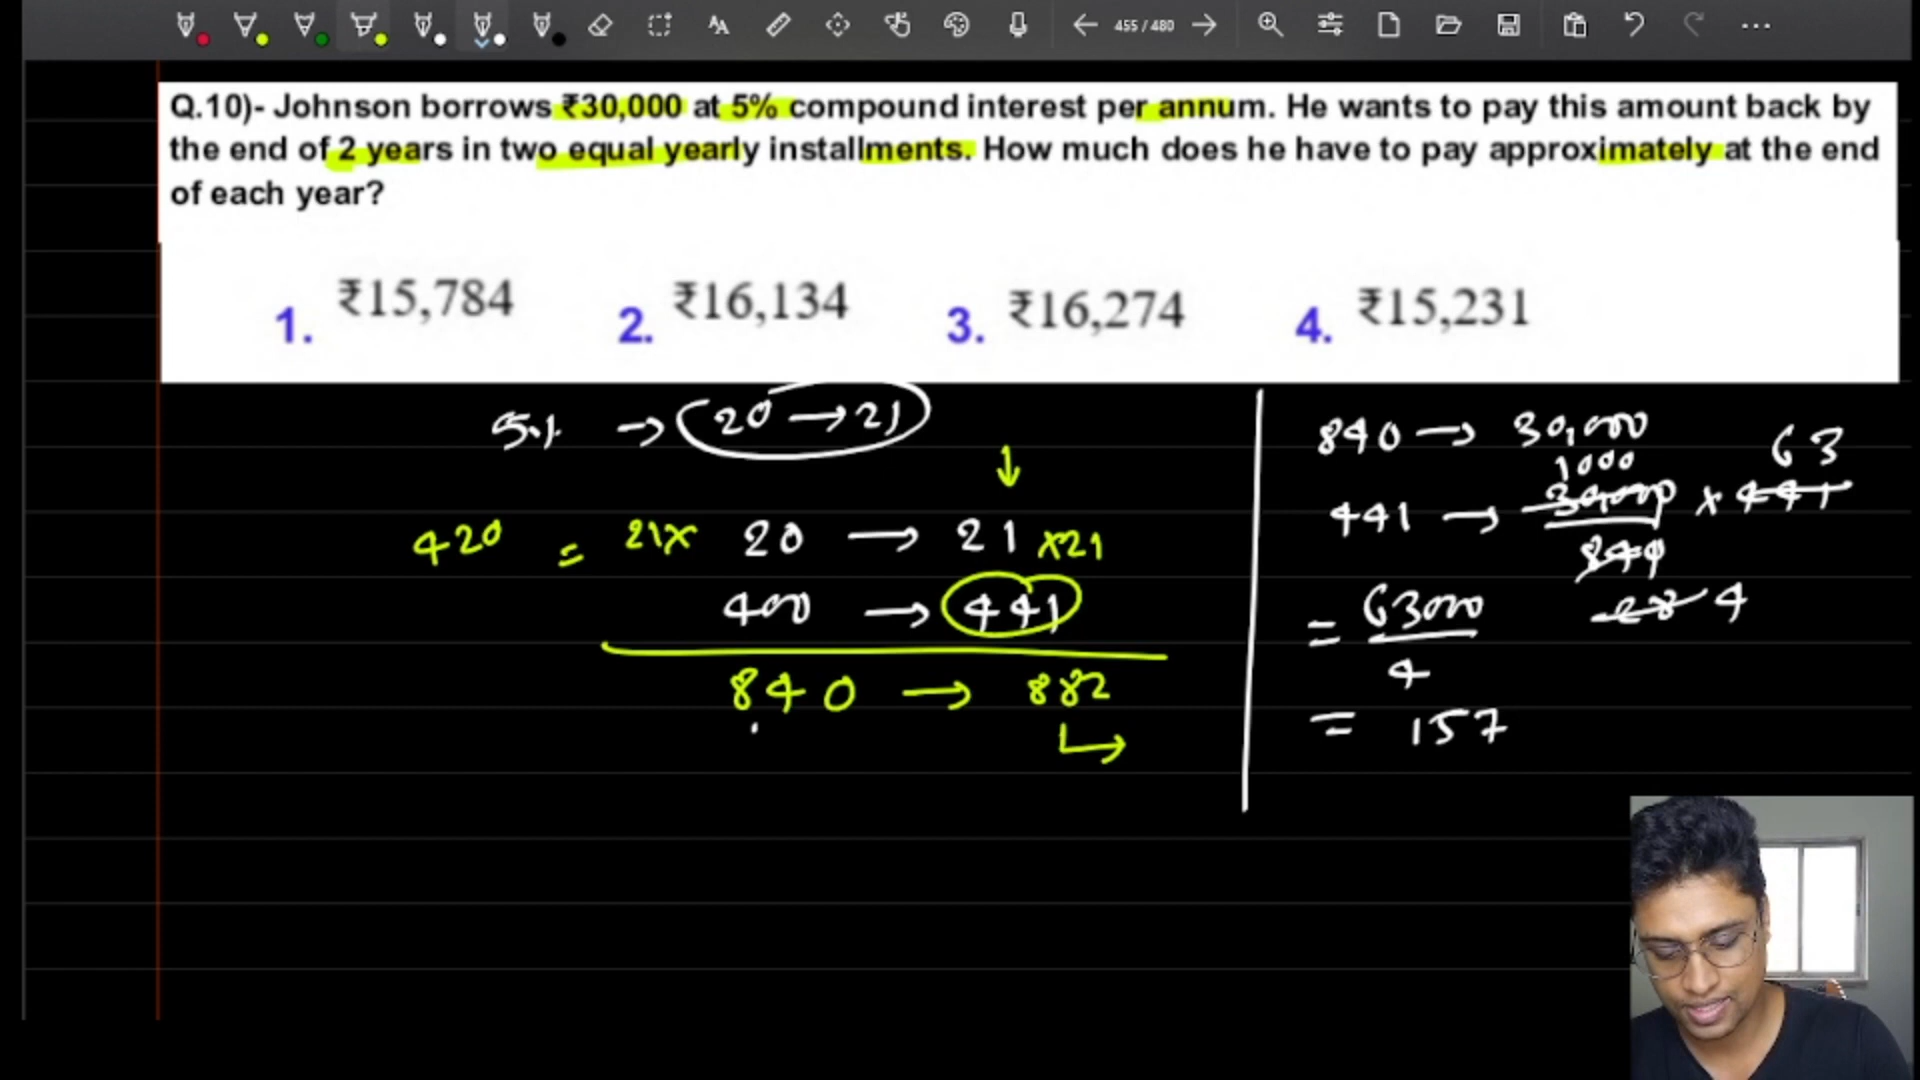 455 / 480
Q.10)- Johnson borrows ₹30,000 at 5% compound interest per annum. He wants to pay this amount back by
the end of 2 years in two equal yearly installments. How much does he have to pay approximately at the end
of each year?
1. ₹15,784 2. ₹16,134 3. ₹16,274 4. ₹15,231
5% → 20 → 21
↓
420 = 21x 20 → 21 x21
400 → 441
840 → 882
840 → 30,000
1000 63
441 → 30,000 x 441
840
= 63000 28 4
4
= 157